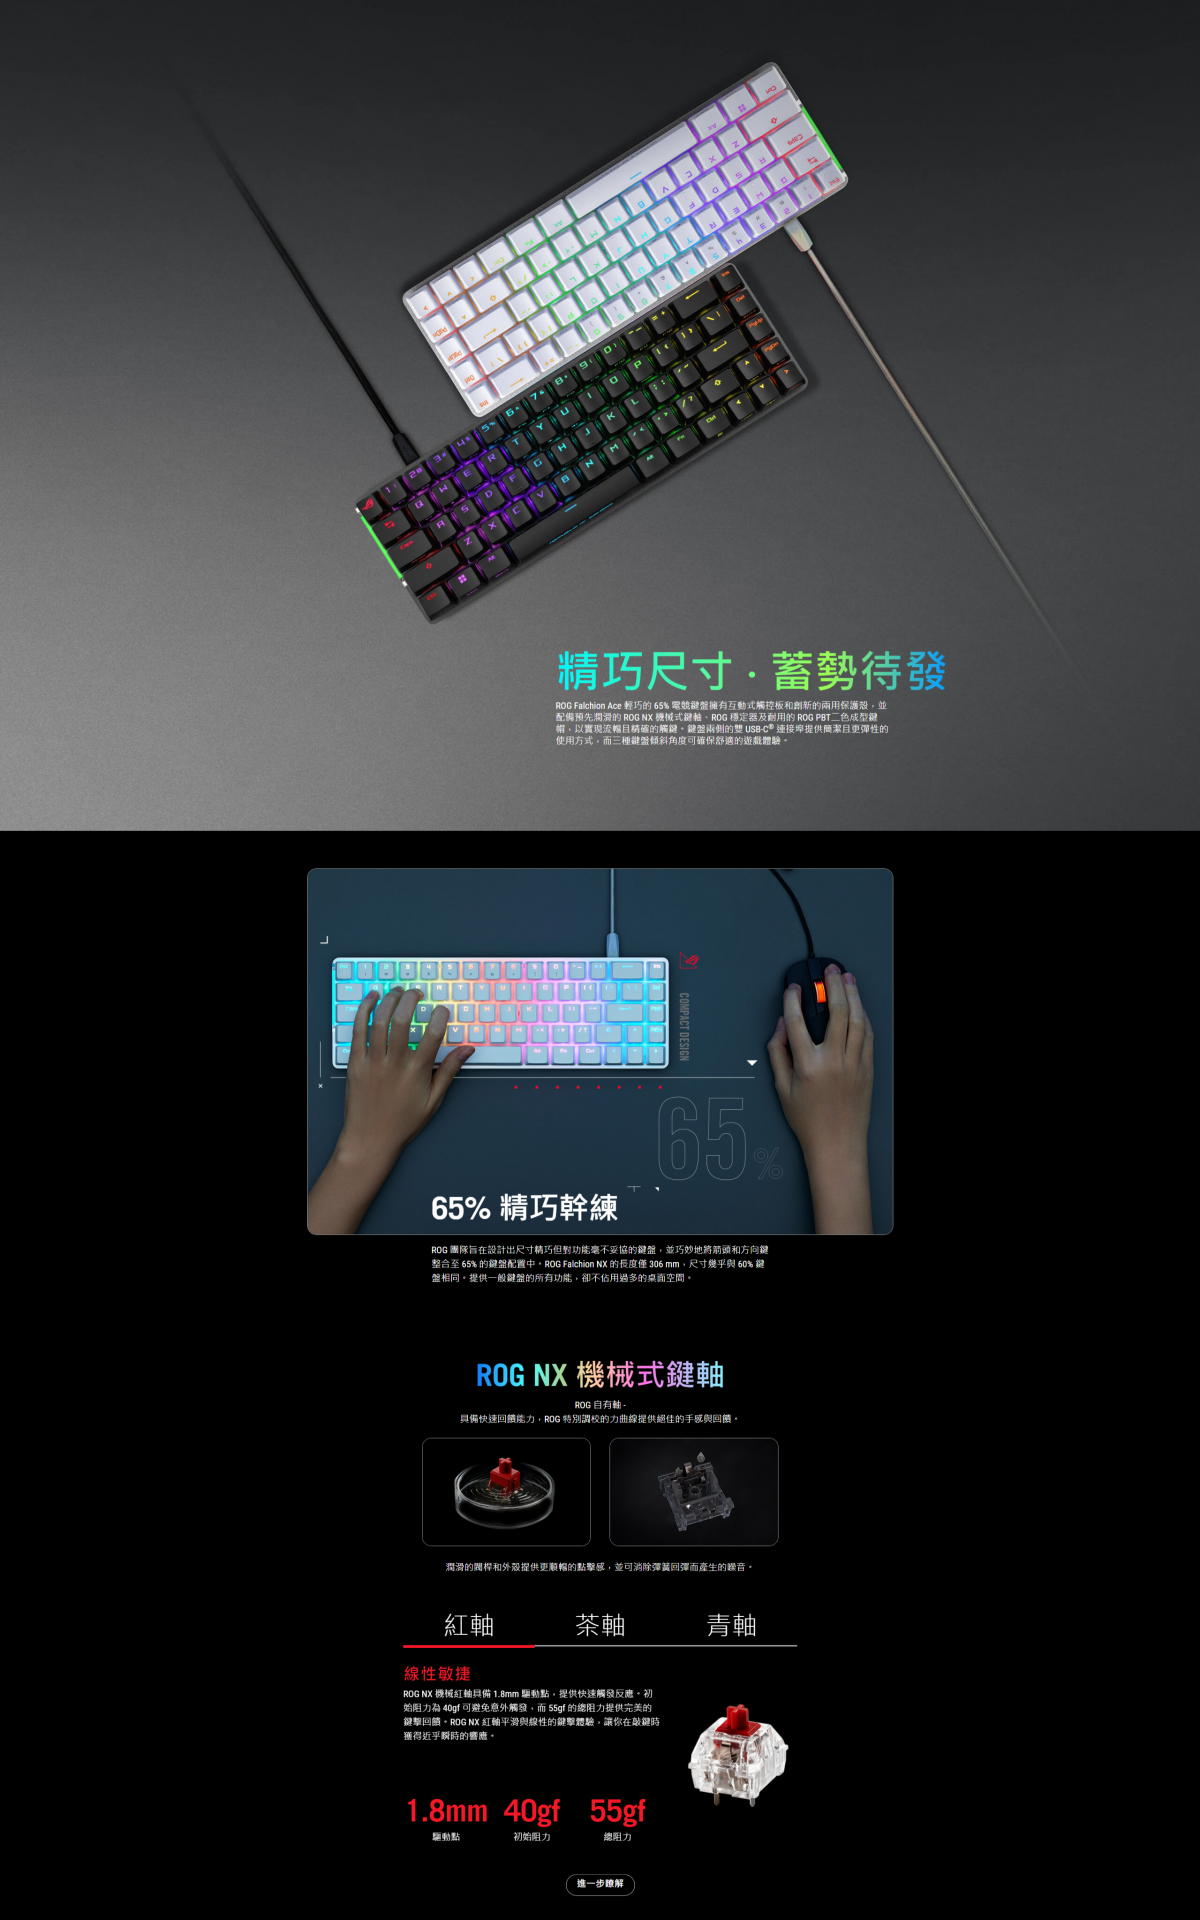 精巧尺寸 · 蓄勢待發
ROG Falchion Ace 輕巧的 65% 電競鍵盤擁有互動式觸控板和創新的兩用保護殼，並
配備預先潤滑的 ROG NX 機械式鍵軸、ROG 穩定器及耐用的 ROG PBT二色成型鍵
帽，以實現流暢且精確的觸鍵。鍵盤兩側的雙 USB-C® 連接埠提供簡潔且更彈性的
使用方式，而三種鍵盤傾斜角度可確保舒適的遊戲體驗。
COMPACT DESIGN
65%
65% 精巧幹練
ROG 團隊旨在設計出尺寸精巧但對功能毫不妥協的鍵盤，並巧妙地將箭頭和方向鍵
整合至 65% 的鍵盤配置中。ROG Falchion NX 的長度僅 306 mm，尺寸幾乎與 60% 鍵
盤相同。提供一般鍵盤的所有功能，卻不佔用過多的桌面空間。
ROG NX 機械式鍵軸
ROG 自有軸 -
具備快速回饋能力，ROG 特別調校的力曲線提供絕佳的手感與回饋。
潤滑的閥桿和外殼提供更順暢的點擊感，並可消除彈簧回彈而產生的噪音。
紅軸 茶軸 青軸
線性敏捷
ROG NX 機械紅軸具備 1.8mm 驅動點，提供快速觸發反應。初
始阻力為 40gf 可避免意外觸發，而 55gf 的總阻力提供完美的
鍵擊回饋。ROG NX 紅軸平滑與線性的鍵擊體驗，讓你在敲鍵時
獲得近乎瞬時的響應。
1.8mm 40gf 55gf
驅動點 初始阻力 總阻力
進一步瞭解